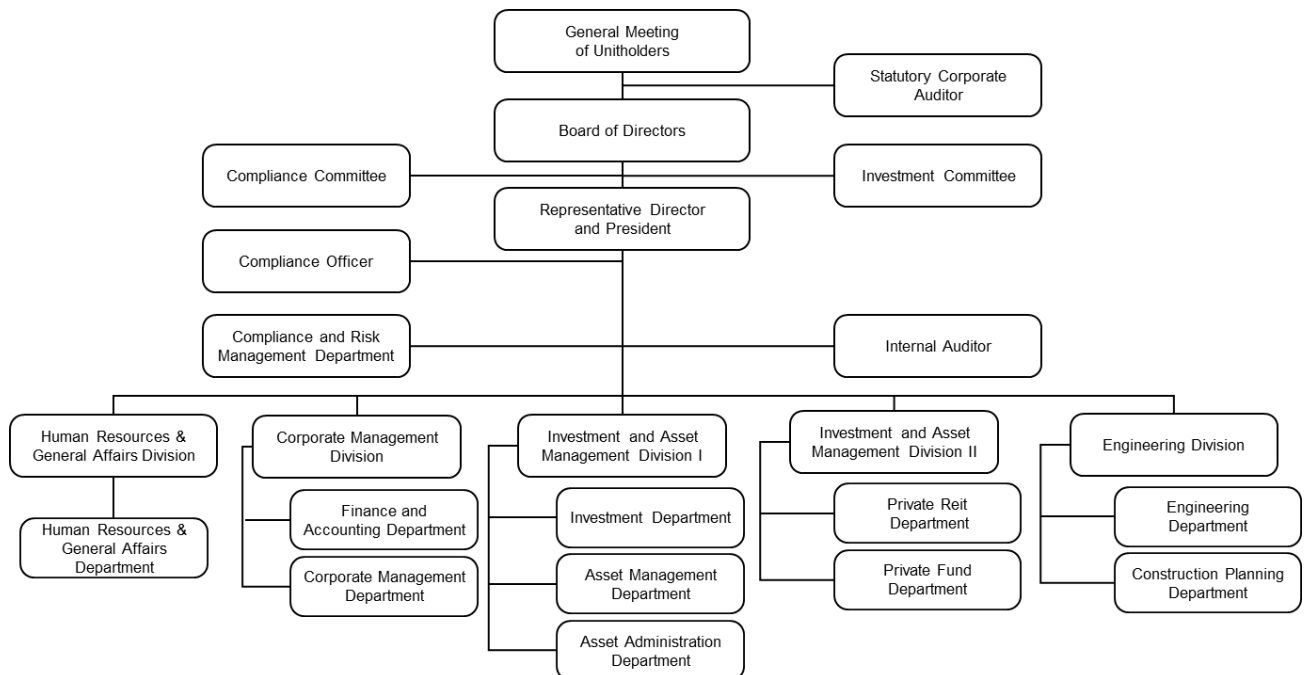 General Meeting
of Unitholders
Statutory Corporate
Auditor
Board of Directors
Compliance Committee
Investment Committee
Representative Director
and President
Compliance Officer
Compliance and Risk
Management Department
Internal Auditor
Human Resources &
General Affairs Division
Human Resources &
General Affairs
Department
Corporate Management
Division
Finance and
Accounting Department
Corporate Management
Department
Investment and Asset
Management Division I
Investment Department
Asset Management
Department
Asset Administration
Department
Investment and Asset
Management Division II
Private Reit
Department
Private Fund
Department
Engineering Division
Engineering
Department
Construction Planning
Department